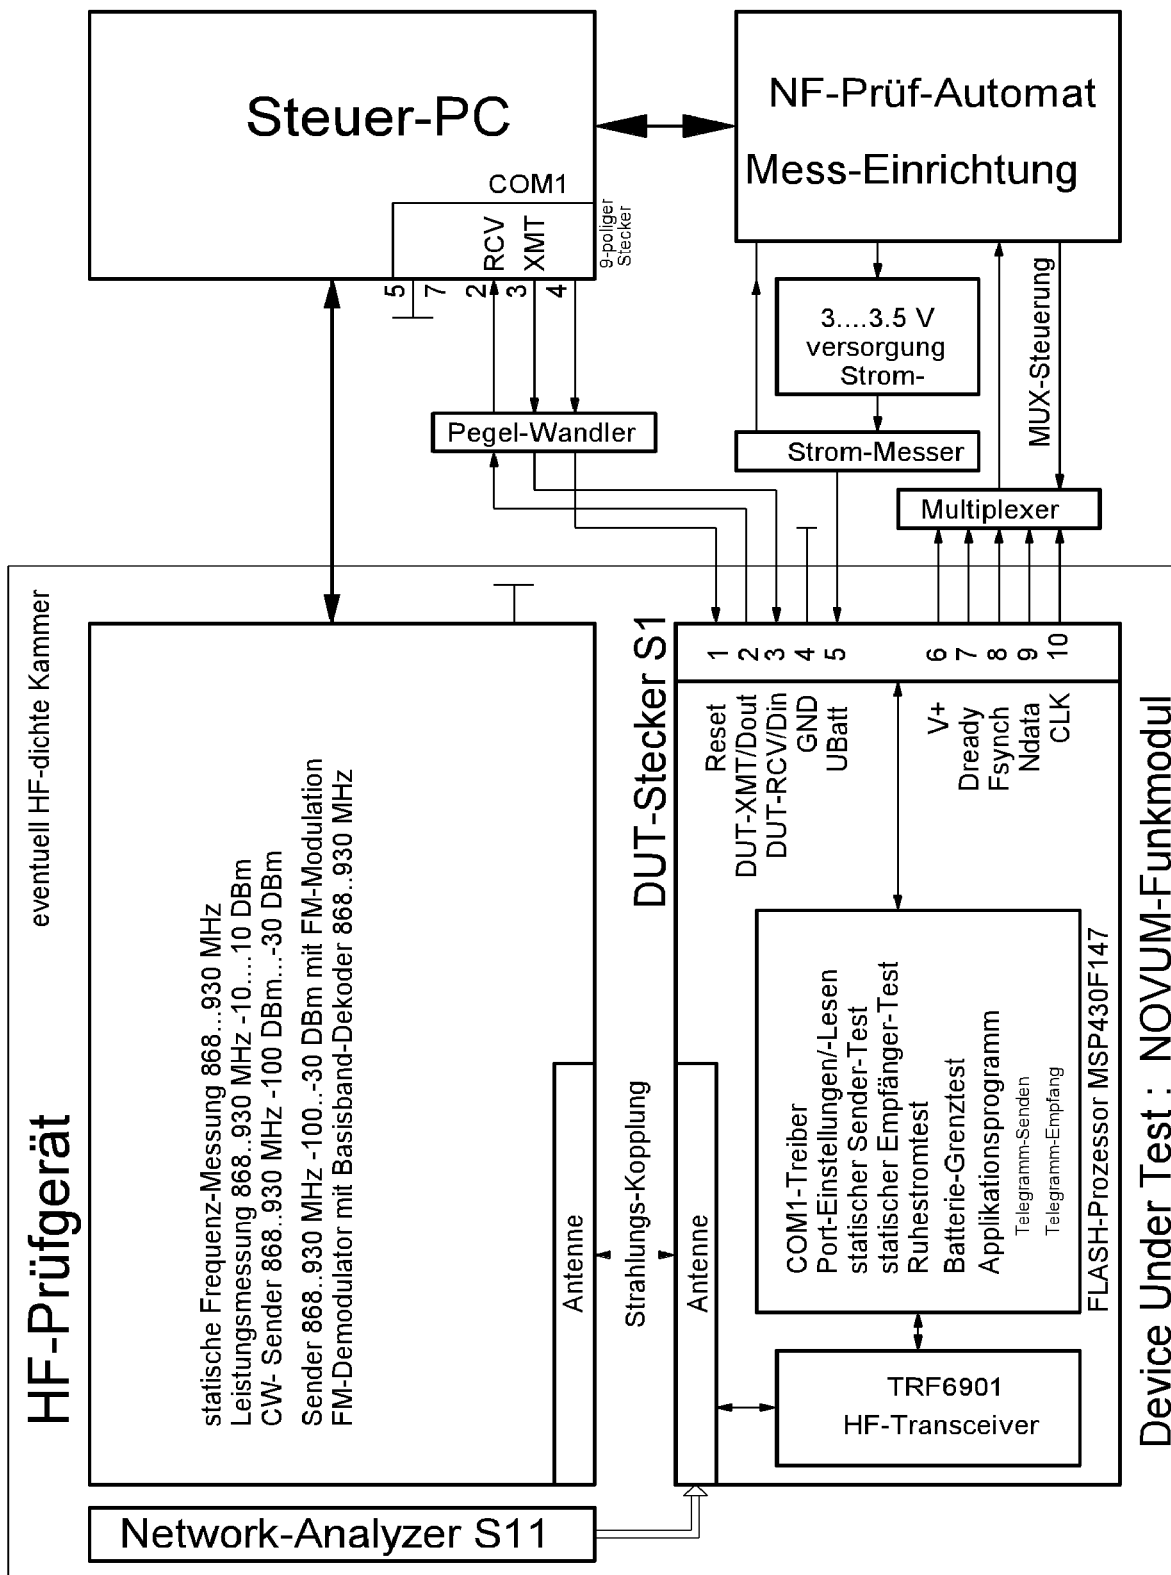 Steuer-PC
COM1
RCV
XMT
9-poliger
Stecker
5
7
2
3
4
NF-Prüf-Automat
Mess-Einrichtung
3....3.5 V
versorgung
Strom-
MUX-Steuerung
Pegel-Wandler
Strom-Messer
Multiplexer
eventuell HF-dichte Kammer
HF-Prüfgerät
statische Frequenz-Messung 868...930 MHz
Leistungsmessung 868..930 MHz -10....10 DBm
CW- Sender 868..930 MHz -100 DBm...-30 DBm
Sender 868..930 MHz -100..-30 DBm mit FM-Modulation
FM-Demodulator mit Basisband-Dekoder 868..930 MHz
Antenne
Strahlungs-Kopplung
Antenne
DUT-Stecker S1
1
2
3
4
5
6
7
8
9
10
Reset
DUT-XMT/Dout
DUT-RCV/Din
GND
UBatt
V+
Dready
Fsynch
Ndata
CLK
COM1-Treiber
Port-Einstellungen/-Lesen
statischer Sender-Test
statischer Empfänger-Test
Ruhestromtest
Batterie-Grenztest
Applikationsprogramm
Telegramm-Senden
Telegramm-Empfang
FLASH-Prozessor MSP430F147
TRF6901
HF-Transceiver
Device Under Test : NOVUM-Funkmodul
Network-Analyzer S11